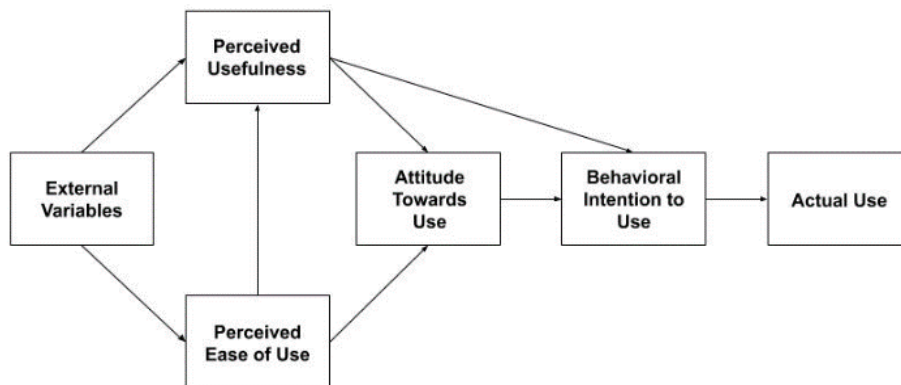 Perceived
Usefulness
External
Variables
Attitude
Towards
Use
Behavioral
Intention to
Use
Actual Use
Perceived
Ease of Use